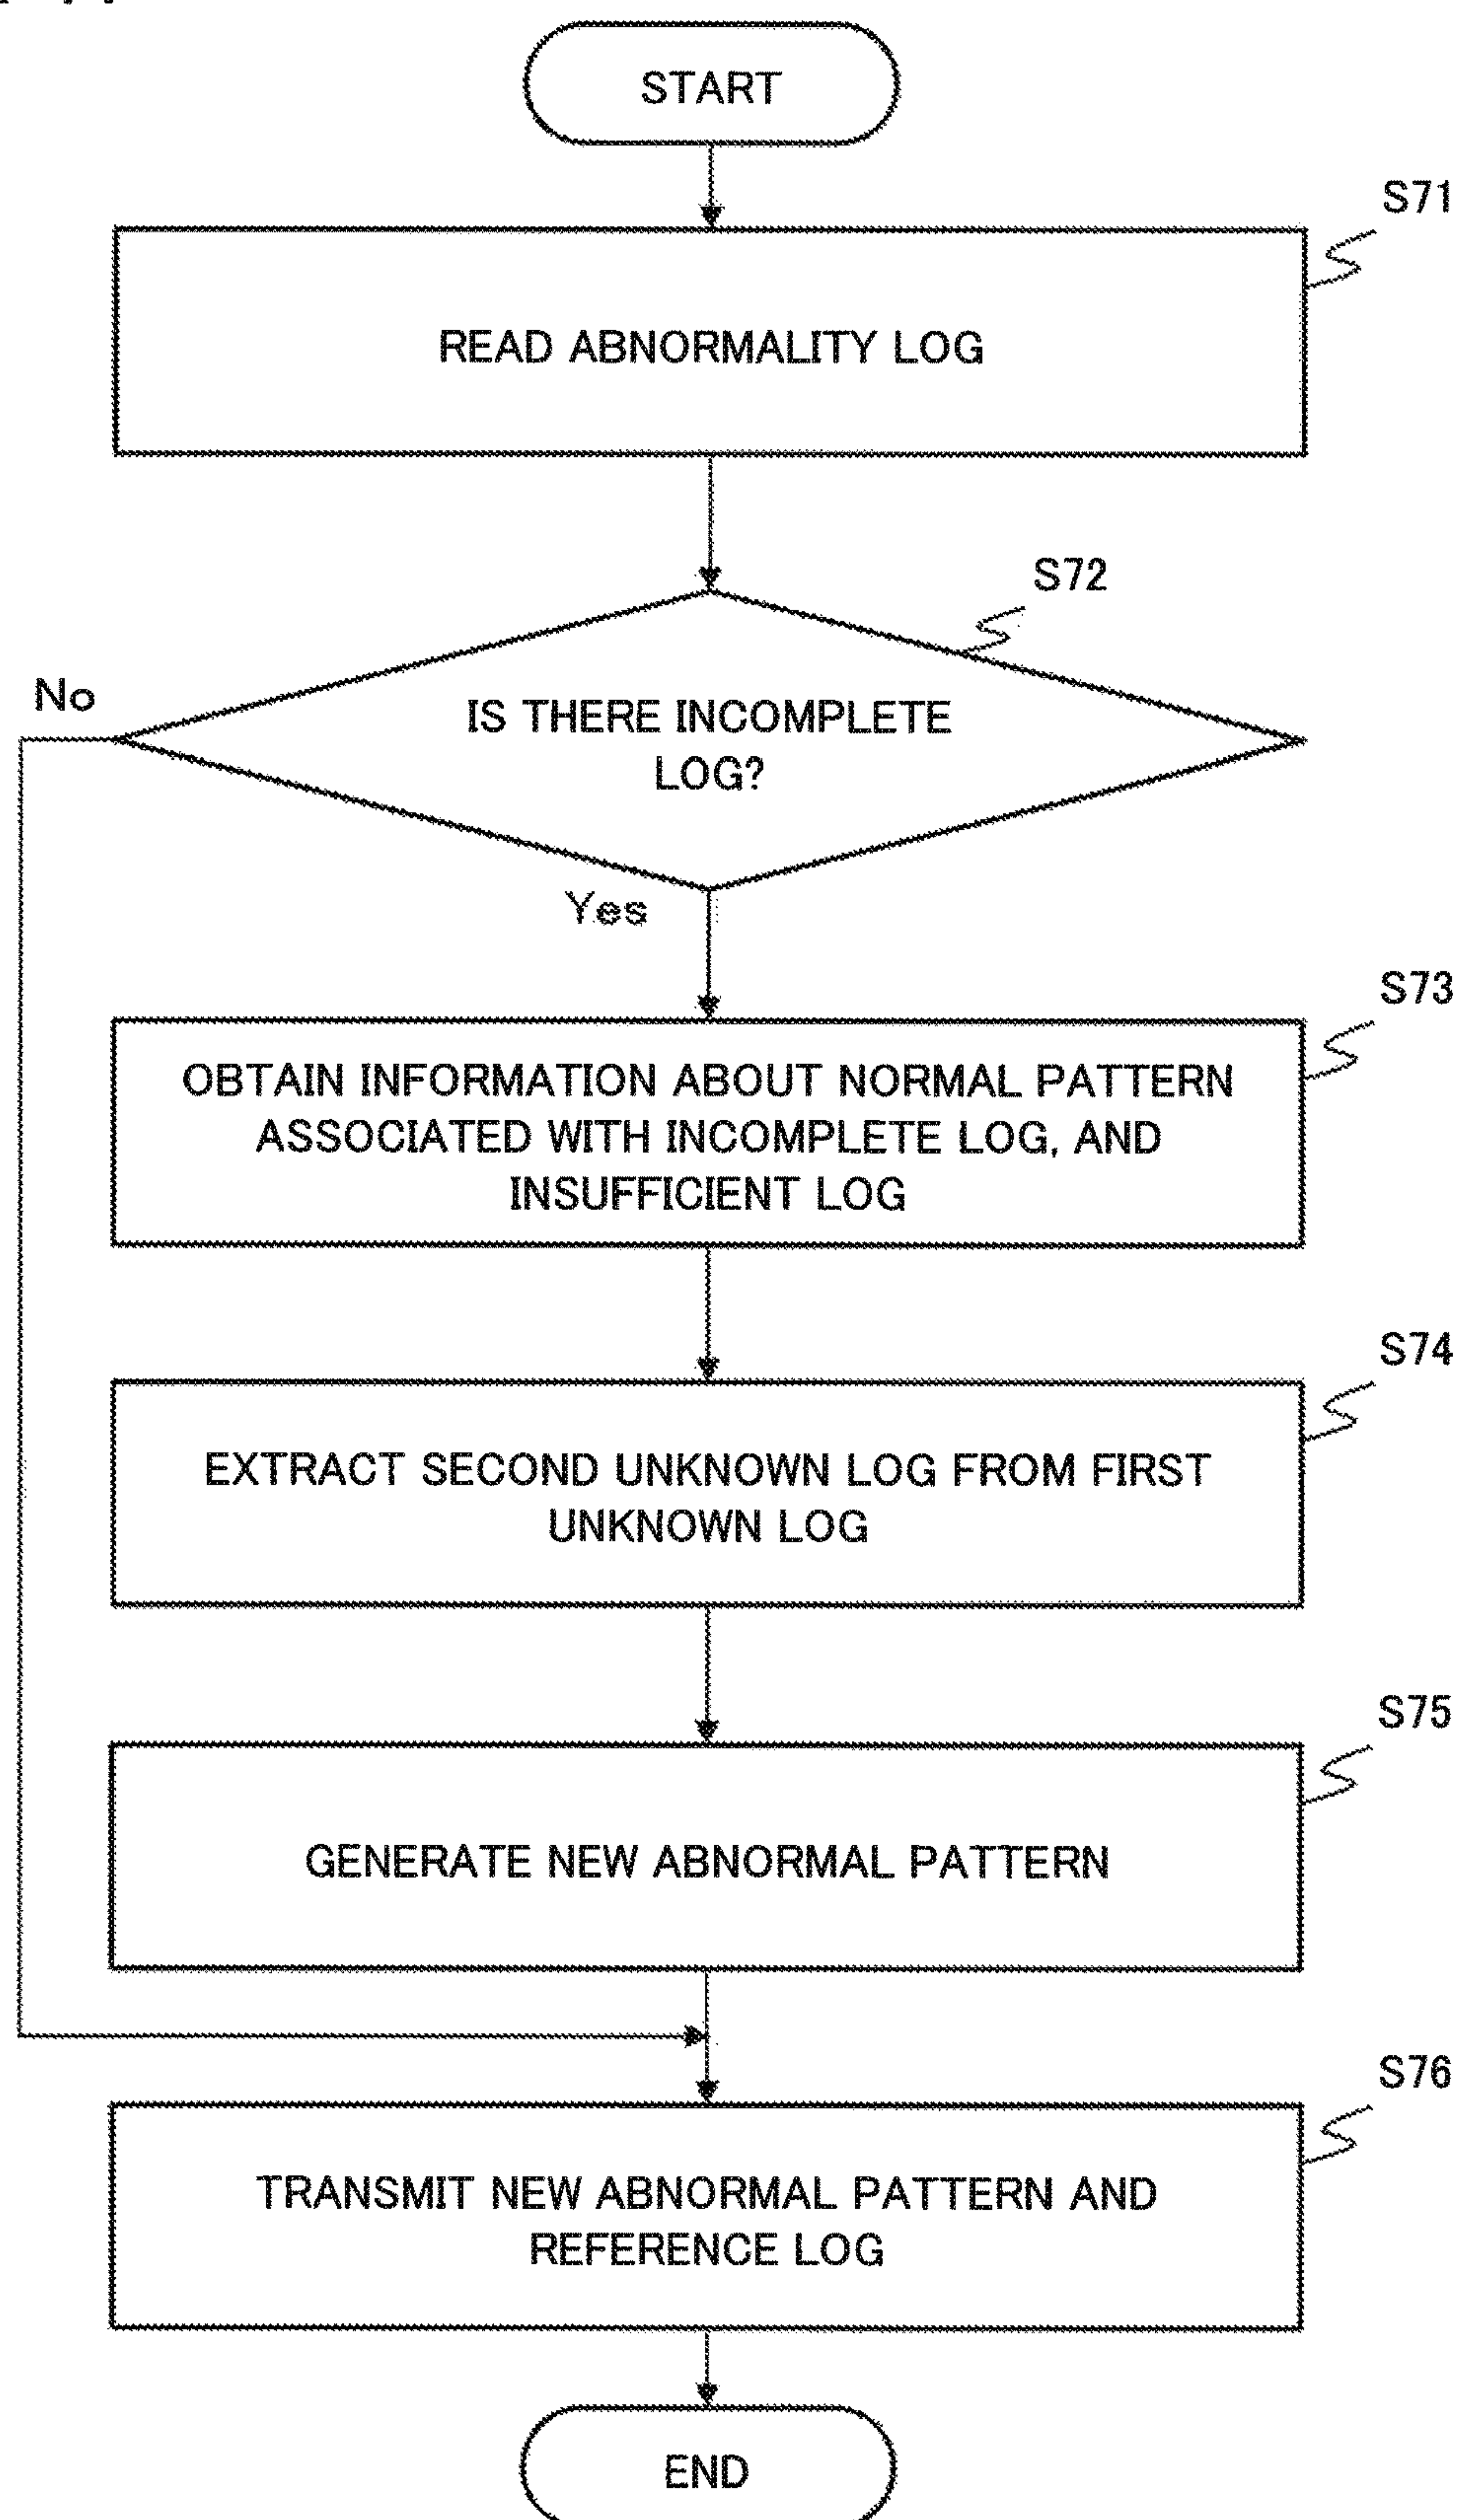 START
S71
READ ABNORMALITY LOG
S72
No
IS THERE INCOMPLETE
LOG?
Yes
S73
OBTAIN INFORMATION ABOUT NORMAL PATTERN
ASSOCIATED WITH INCOMPLETE LOG, AND
INSUFFICIENT LOG
S74
EXTRACT SECOND UNKNOWN LOG FROM FIRST
UNKNOWN LOG
S75
GENERATE NEW ABNORMAL PATTERN
S76
TRANSMIT NEW ABNORMAL PATTERN AND
REFERENCE LOG
END